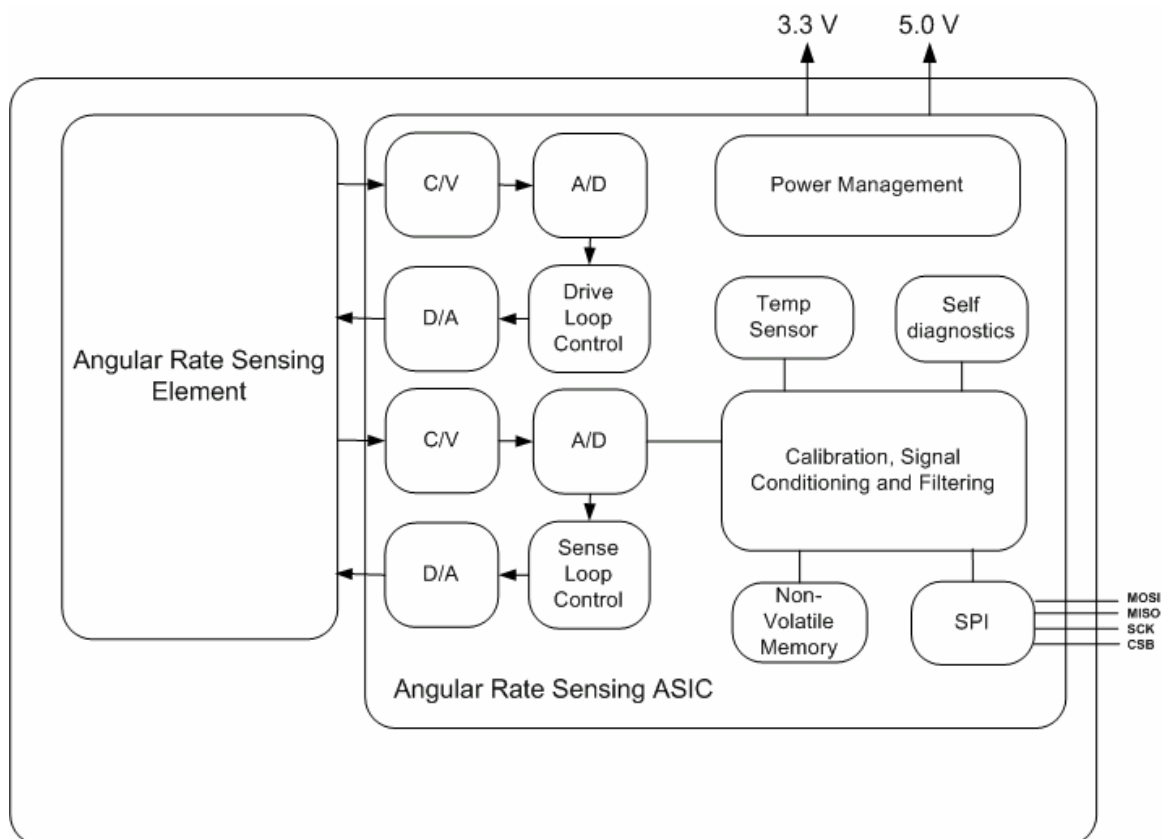 3.3 V
5.0 V
C/V
A/D
Power Management
D/A
Drive
Loop
Control
Temp
Sensor
Self
diagnostics
Angular Rate Sensing
Element
C/V
A/D
Calibration, Signal
Conditioning and Filtering
D/A
Sense
Loop
Control
Non-
Volatile
Memory
SPI
MOSI
MISO
SCK
CSB
Angular Rate Sensing ASIC